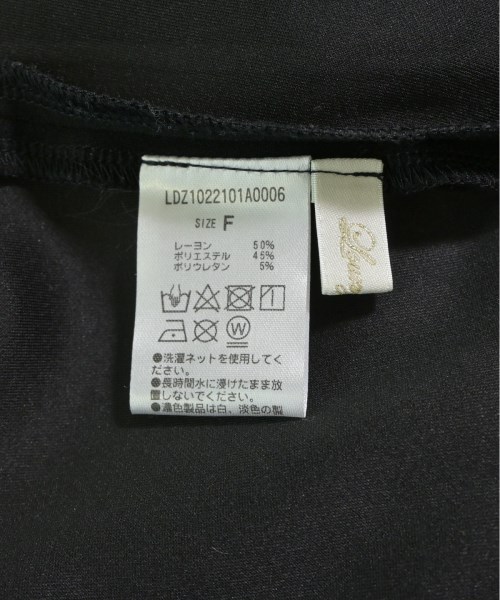 LDZ1022101A0006
SIZE F
レーヨン 50%
ポリエステル 45%
ポリウレタン 5%
W
●洗濯ネットを使用してく
ださい。
●長時間水に浸けたまま放
置しないでください。
●濃色製品は白、淡色の製